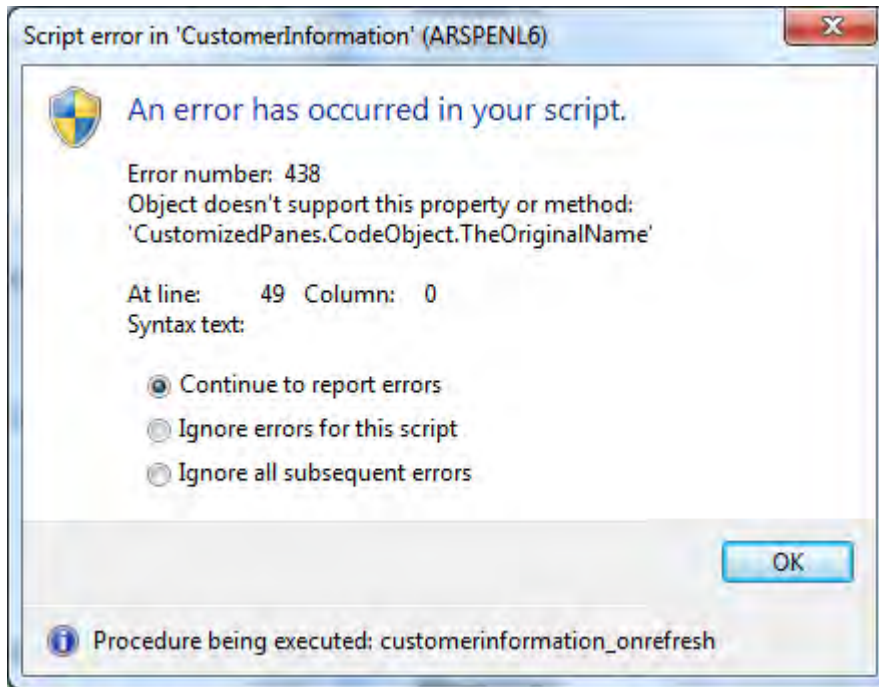 Script error in 'CustomerInformation' (ARSPENL6)
An error has occurred in your script.
Error number: 438
Object doesn't support this property or method:
'CustomizedPanes.CodeObject.TheOriginalName'
At line: 49 Column: 0
Syntax text:
Continue to report errors
Ignore errors for this script
Ignore all subsequent errors
OK
Procedure being executed: customerinformation_onrefresh